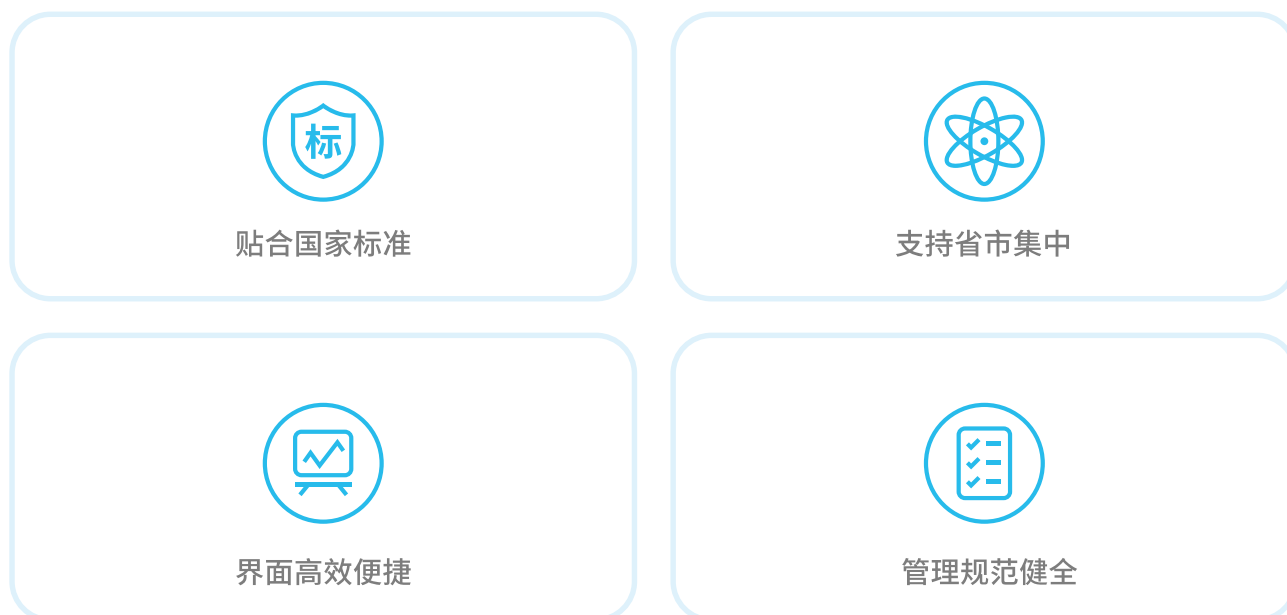 标
贴合国家标准
支持省市集中
界面高效便捷
管理规范健全